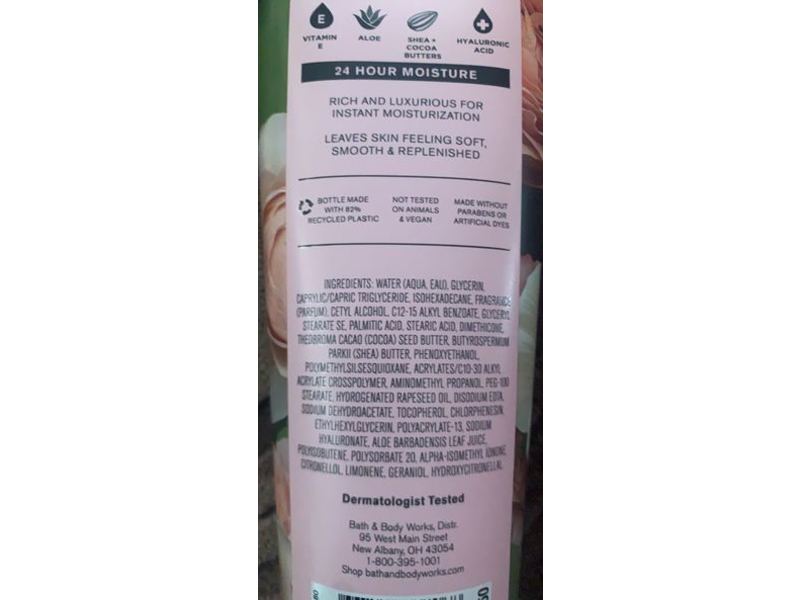 E
VITAMIN
E
ALOE
SHEA +
COCOA
BUTTERS
HYALURONIC
ACID
24 HOUR MOISTURE
RICH AND LUXURIOUS FOR
INSTANT MOISTURIZATION
LEAVES SKIN FEELING SOFT,
SMOOTH & REPLENISHED
BOTTLE MADE
WITH 82%
RECYCLED PLASTIC
NOT TESTED
ON ANIMALS
& VEGAN
MADE WITHOUT
PARABENS OR
ARTIFICIAL DYES
INGREDIENTS: WATER (AQUA, EAU), GLYCERIN,
CAPRYLIC/CAPRIC TRIGLYCERIDE, ISOHEXADECANE, FRAGRANCE
(PARFUM), CETYL ALCOHOL, C12-15 ALKYL BENZOATE, GLYCERYL
STEARATE SE, PALMITIC ACID, STEARIC ACID, DIMETHICONE,
THEOBROMA CACAO (COCOA) SEED BUTTER, BUTYROSPERMUM
PARKII (SHEA) BUTTER, PHENOXYETHANOL,
POLYMETHYLSILSESQUIOXANE, ACRYLATES/C10-30 ALKYL
ACRYLATE CROSSPOLYMER, AMINOMETHYL PROPANOL, PEG-100
STEARATE, HYDROGENATED RAPESEED OIL, DISODIUM EDTA,
SODIUM DEHYDROACETATE, TOCOPHEROL, CHLORPHENESIN,
ETHYLHEXYLGLYCERIN, POLYACRYLATE-13, SODIUM
HYALURONATE, ALOE BARBADENSIS LEAF JUICE,
POLYISOBUTENE, POLYSORBATE 20, ALPHA-ISOMETHYL IONONE,
CITRONELLOL, LIMONENE, GERANIOL, HYDROXYCITRONELLAL
Dermatologist Tested
Bath & Body Works, Distr.
95 West Main Street
New Albany, OH 43054
1-800-395-1001
Shop bathandbodyworks.com